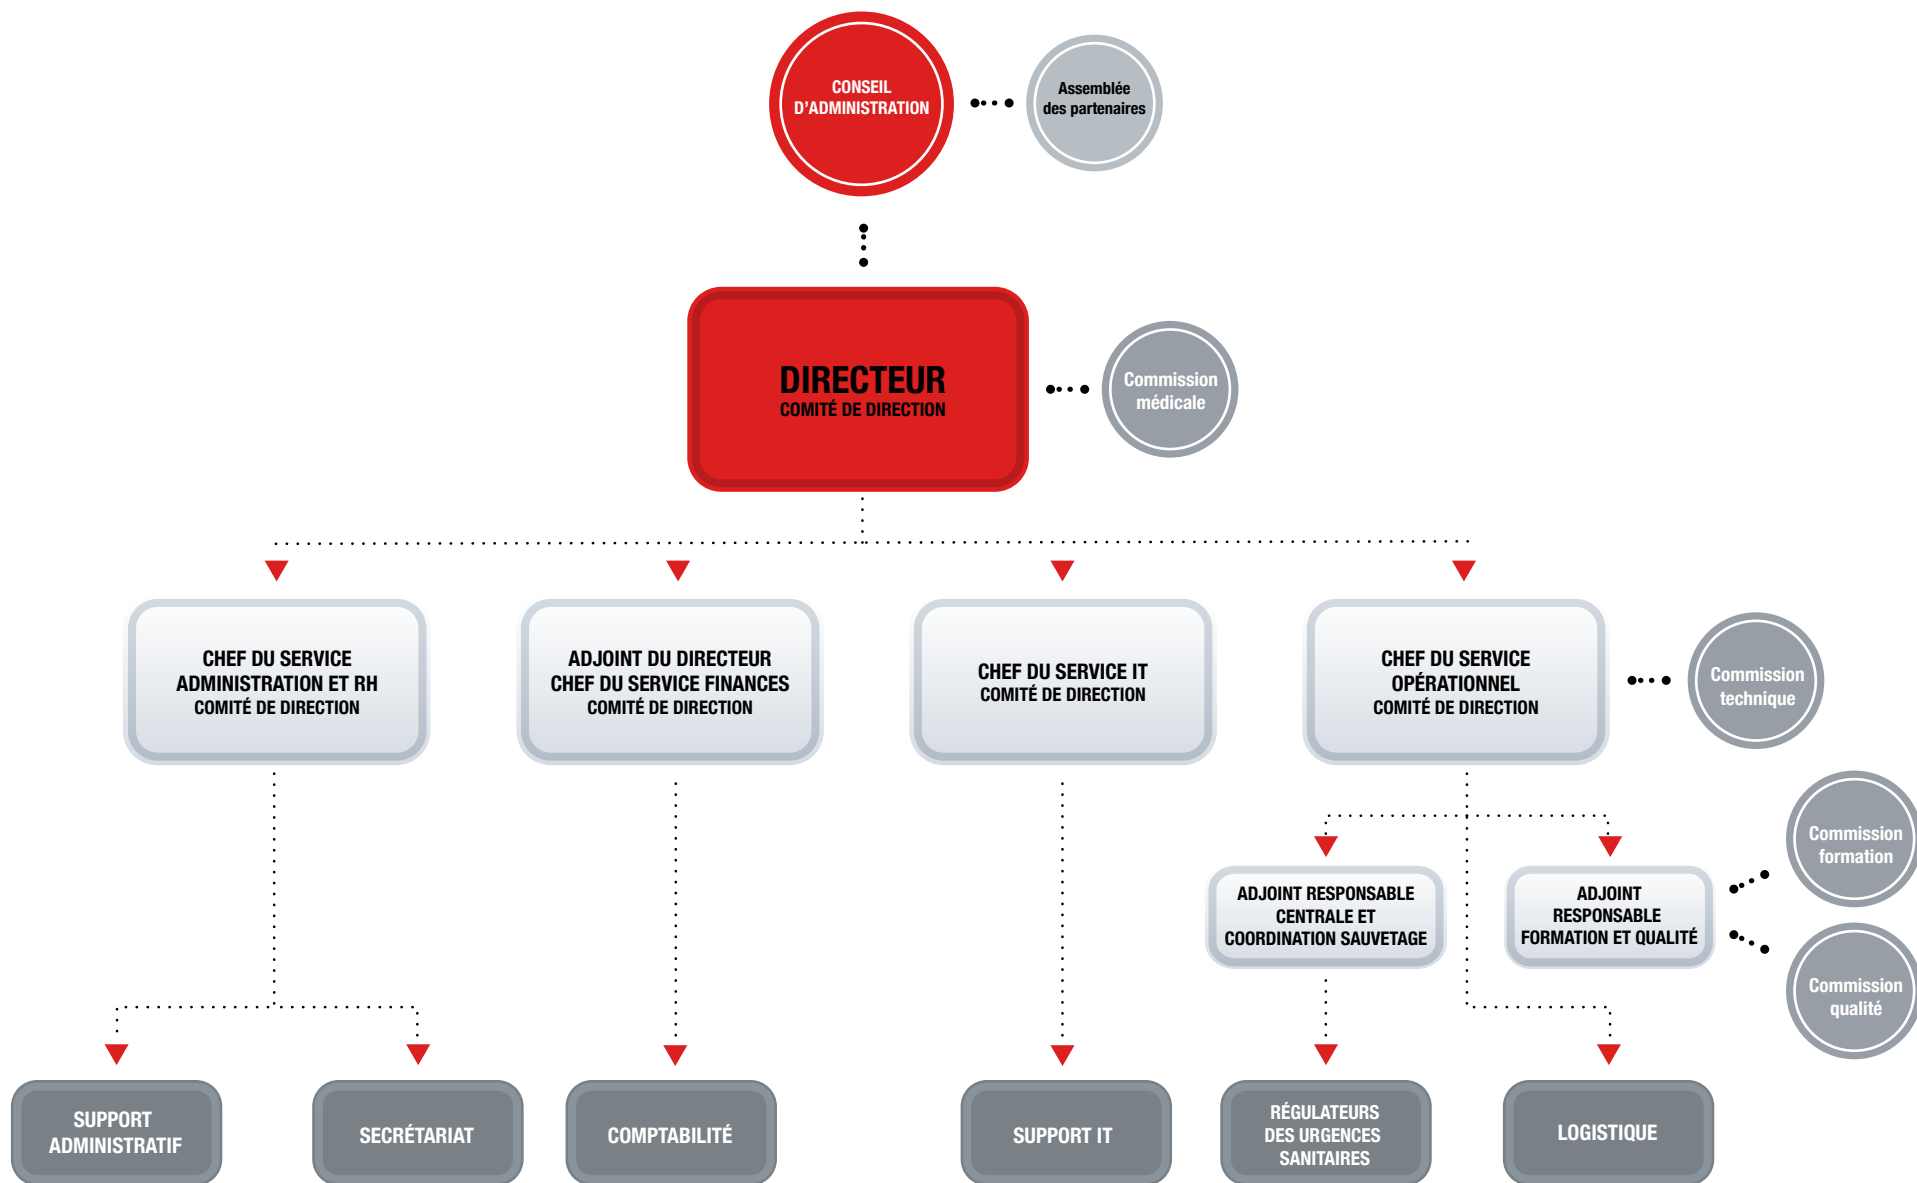 CONSEIL
D'ADMINISTRATION
Assemblée
des partenaires
DIRECTEUR
COMITÉ DE DIRECTION
Commission
médicale
CHEF DU SERVICE
ADMINISTRATION ET RH
COMITÉ DE DIRECTION
ADJOINT DU DIRECTEUR
CHEF DU SERVICE FINANCES
COMITÉ DE DIRECTION
CHEF DU SERVICE IT
COMITÉ DE DIRECTION
CHEF DU SERVICE
OPÉRATIONNEL
COMITÉ DE DIRECTION
Commission
technique
ADJOINT RESPONSABLE
CENTRALE ET
COORDINATION SAUVETAGE
ADJOINT
RESPONSABLE
FORMATION ET QUALITÉ
Commission
formation
Commission
qualité
SUPPORT
ADMINISTRATIF
SECRÉTARIAT
COMPTABILITÉ
SUPPORT IT
RÉGULATEURS
DES URGENCES
SANITAIRES
LOGISTIQUE